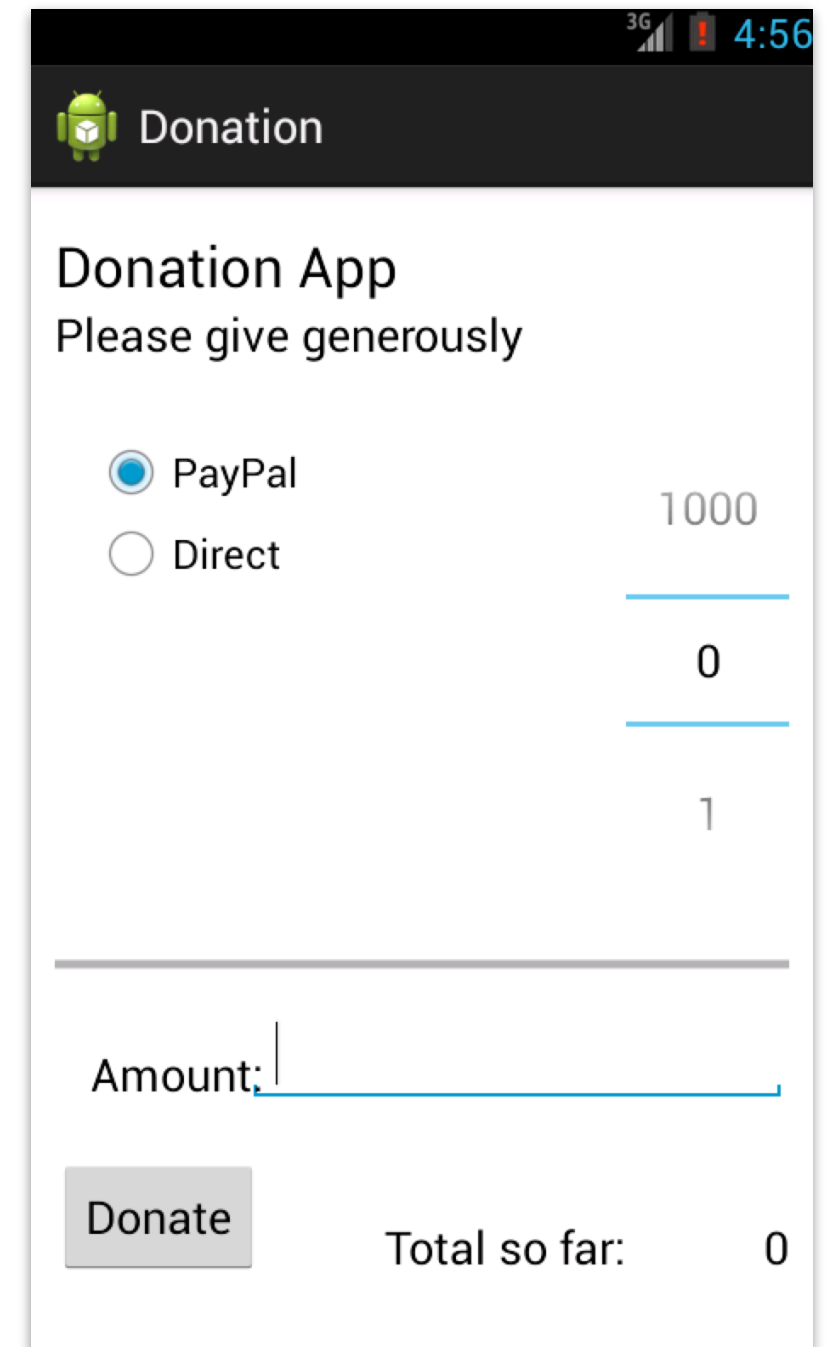 3G 4:56
Donation
Donation App
Please give generously
PayPal
Direct
1000
0
1
Amount:
Donate
Total so far: 0